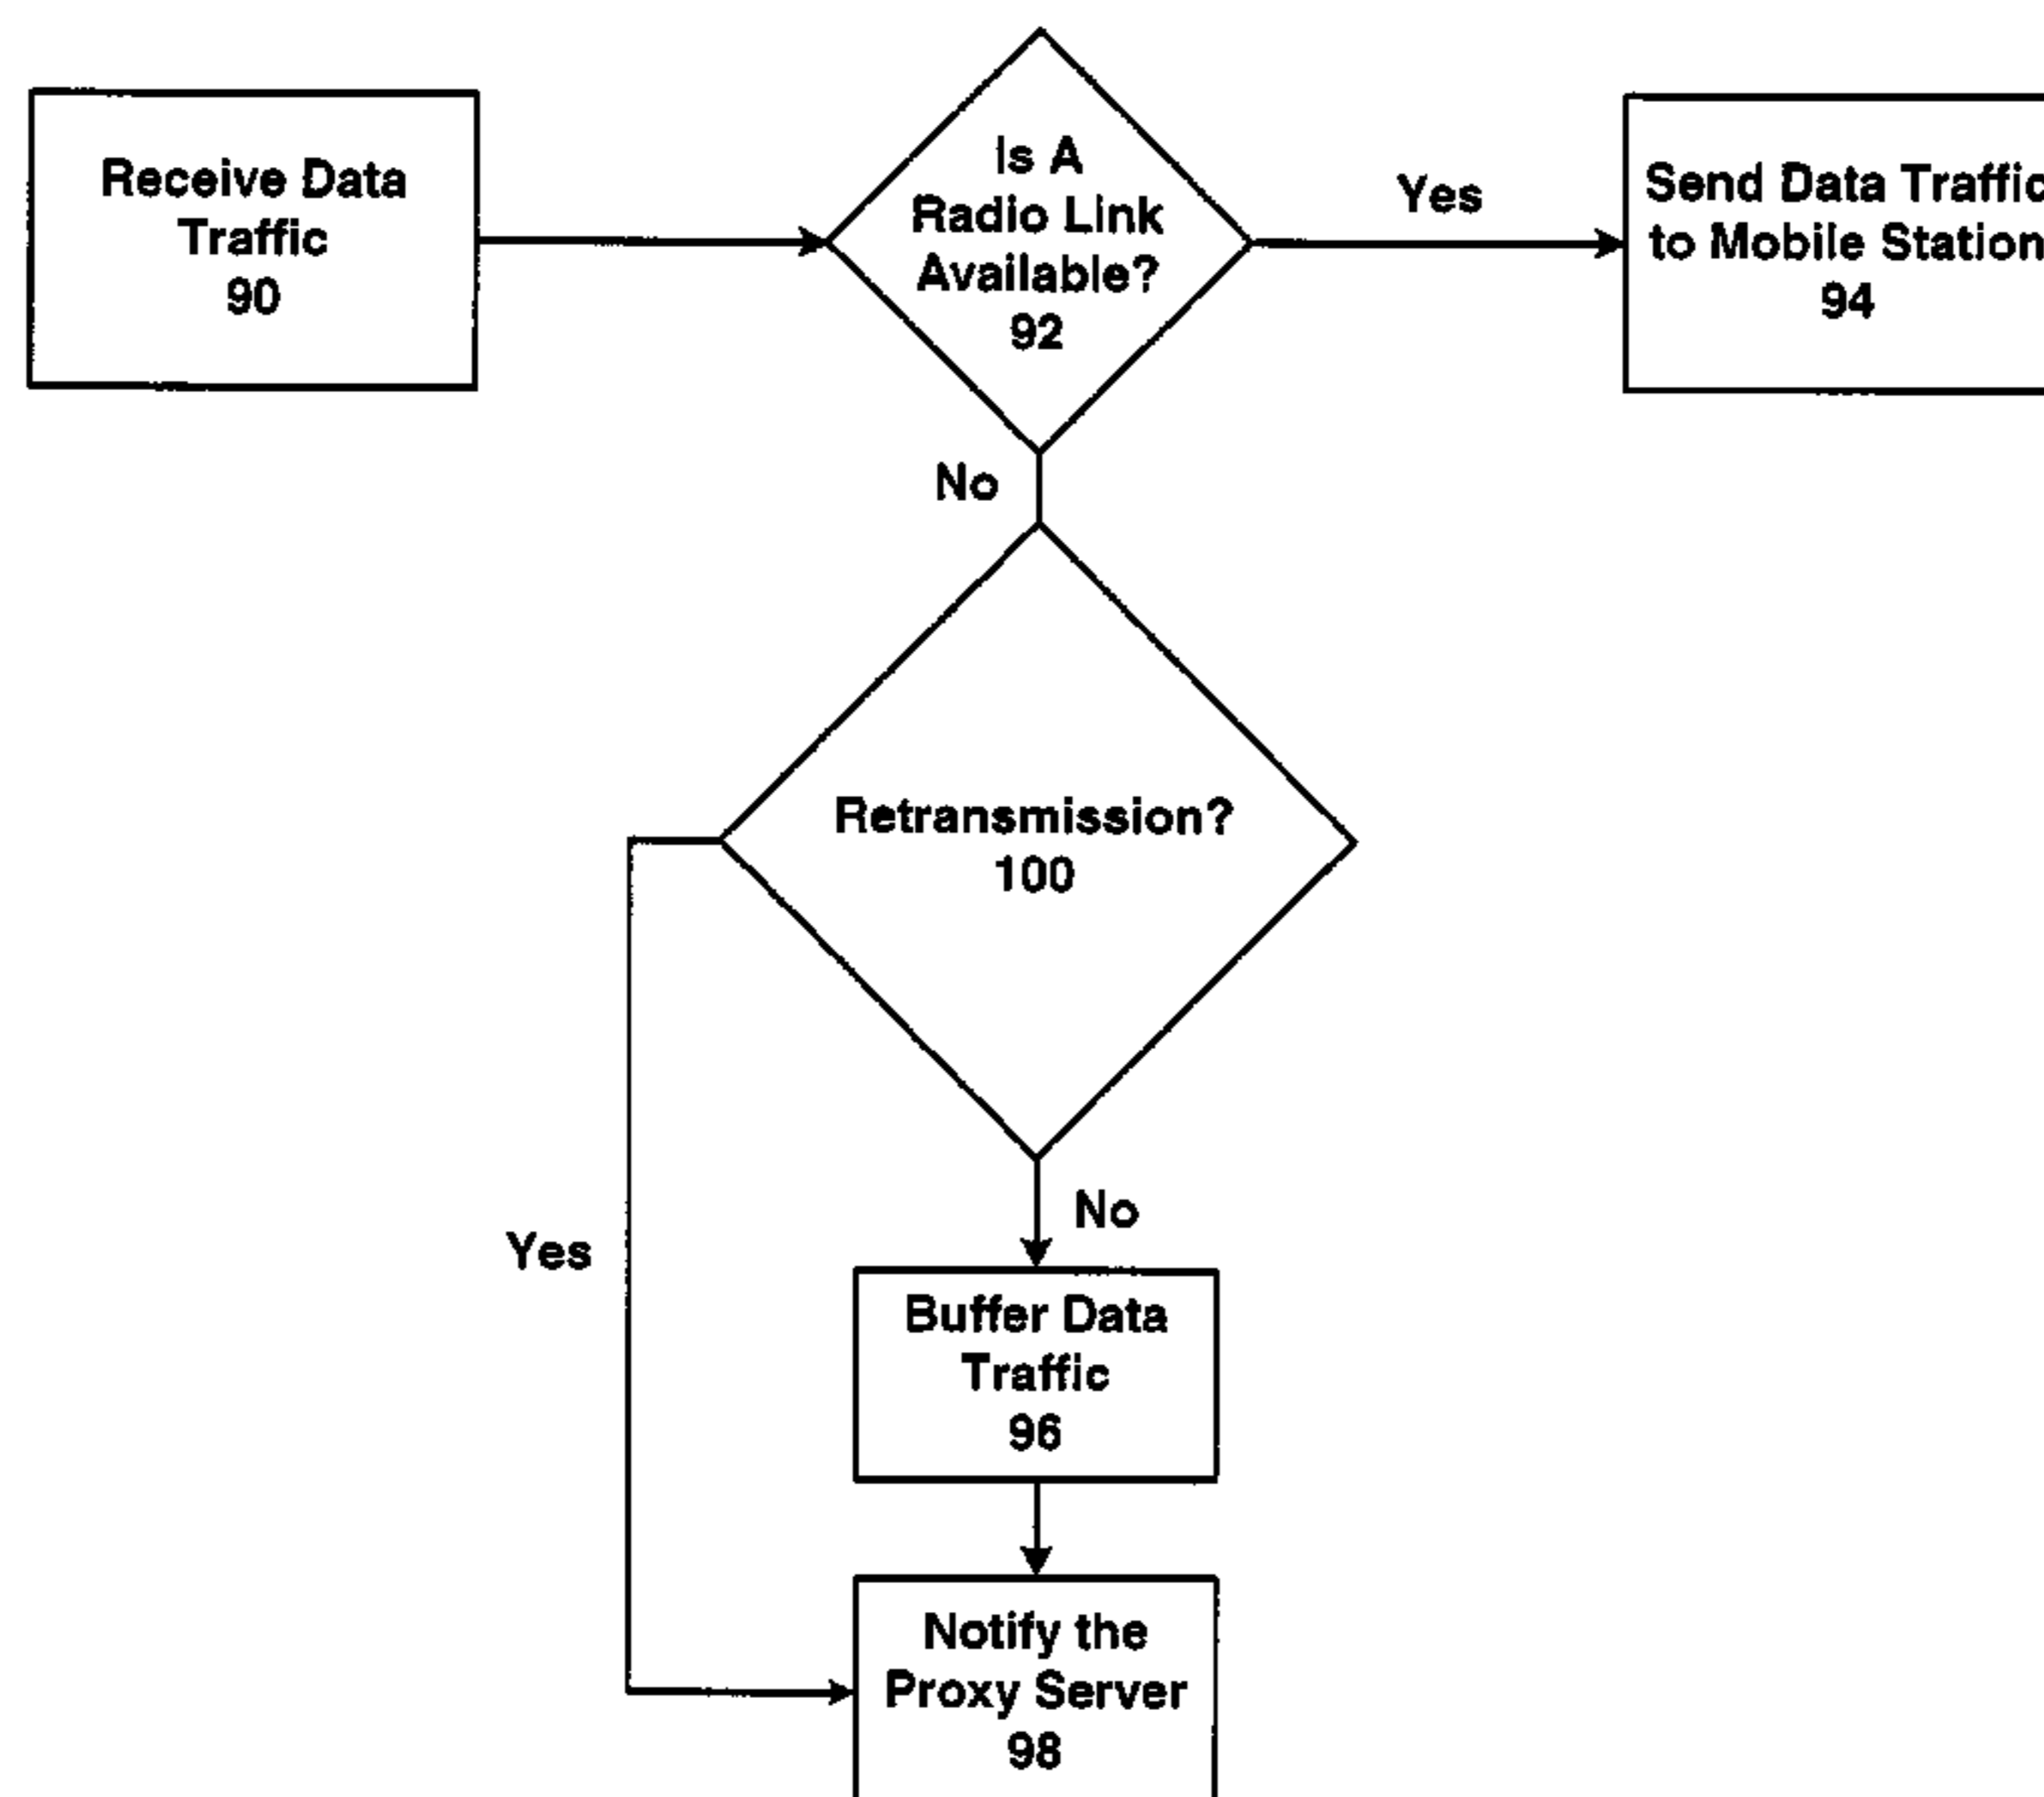 Receive Data
Traffic
90
Is A
Radio Link
Available?
92
Yes
Send Data Traffic
to Mobile Station
94
No
Retransmission?
100
No
Yes
Buffer Data
Traffic
96
Notify the
Proxy Server
98